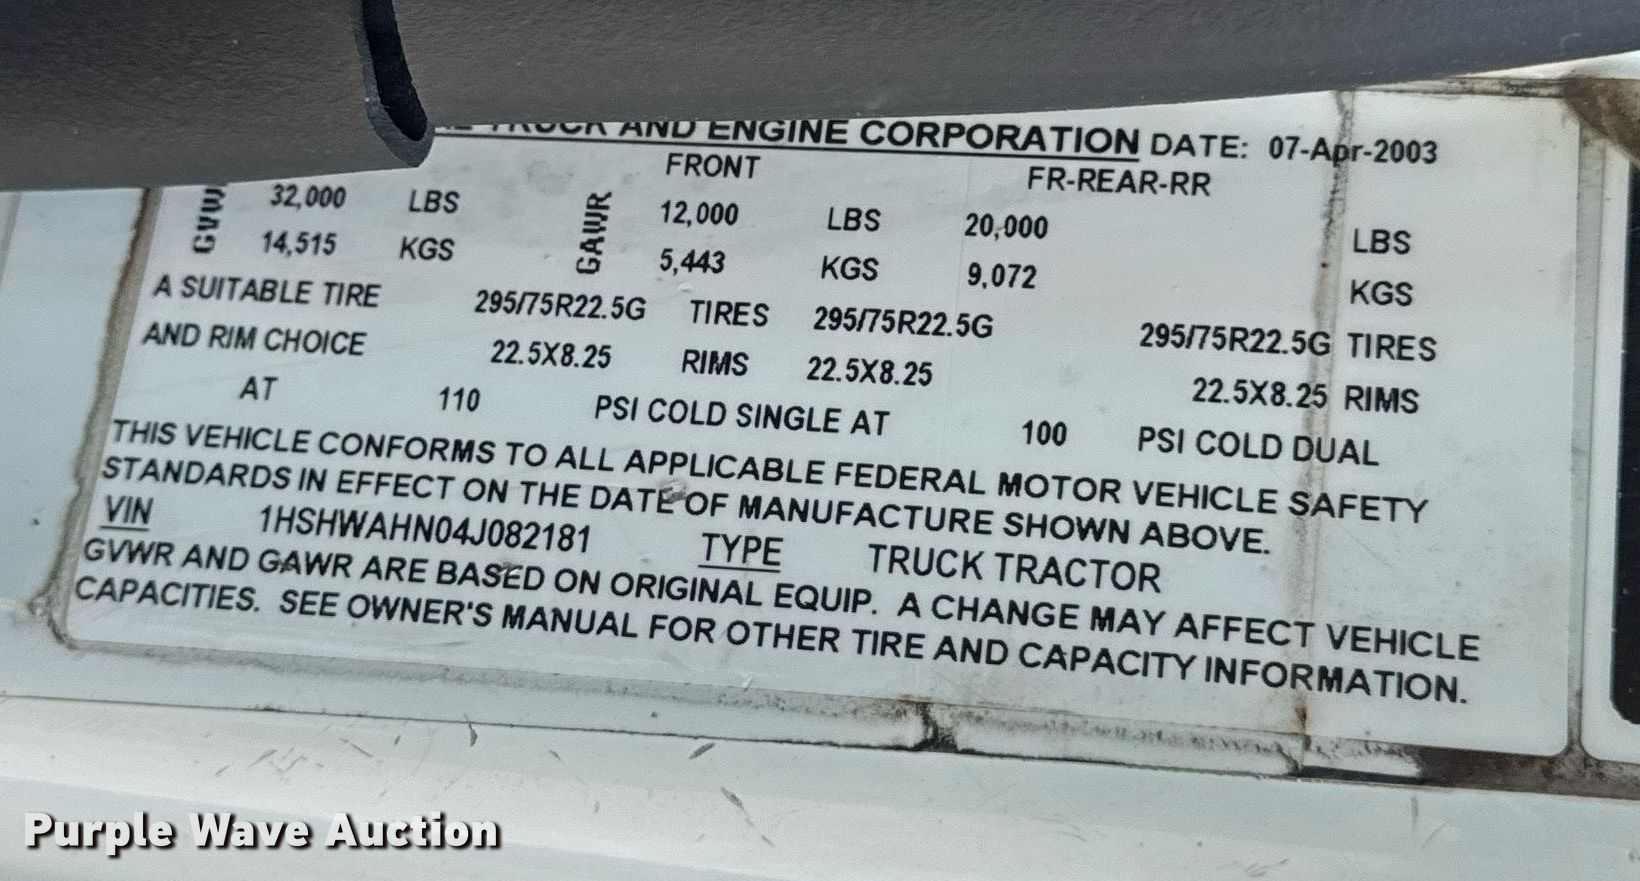 TRUCK AND ENGINE CORPORATION DATE: 07-Apr-2003
FRONT FR-REAR-RR
GVWR 32,000 LBS GAWR 12,000 LBS 20,000 LBS
14,515 KGS 5,443 KGS 9,072 KGS
A SUITABLE TIRE 295/75R22.5G TIRES 295/75R22.5G 295/75R22.5G TIRES
AND RIM CHOICE 22.5X8.25 RIMS 22.5X8.25 22.5X8.25 RIMS
AT 110 PSI COLD SINGLE AT 100 PSI COLD DUAL
THIS VEHICLE CONFORMS TO ALL APPLICABLE FEDERAL MOTOR VEHICLE SAFETY
STANDARDS IN EFFECT ON THE DATE OF MANUFACTURE SHOWN ABOVE.
VIN 1HSHWAHN04J082181 TYPE TRUCK TRACTOR
GVWR AND GAWR ARE BASED ON ORIGINAL EQUIP. A CHANGE MAY AFFECT VEHICLE
CAPACITIES. SEE OWNER'S MANUAL FOR OTHER TIRE AND CAPACITY INFORMATION.
Purple Wave Auction